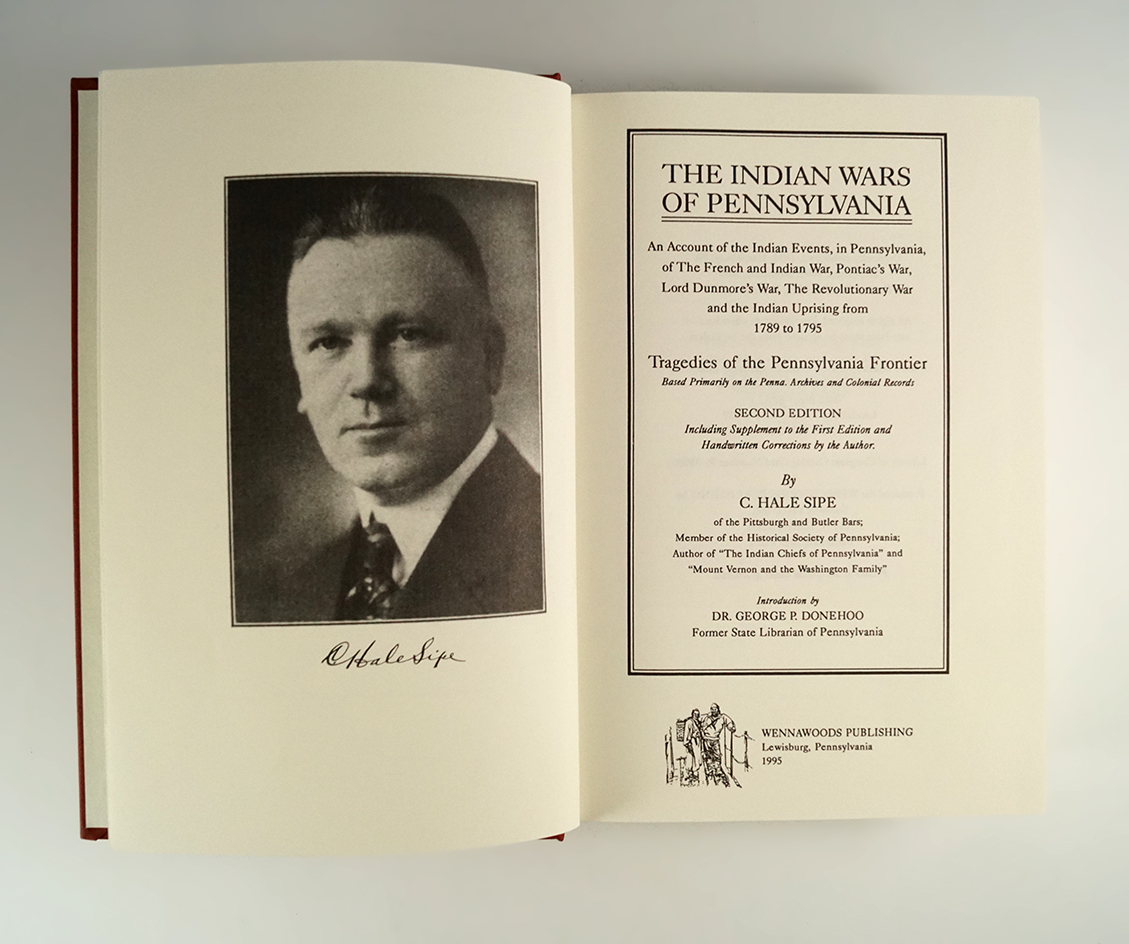 C Hale Sipe
THE INDIAN WARS
OF PENNSYLVANIA
An Account of the Indian Events, in Pennsylvania,
of The French and Indian War, Pontiac's War,
Lord Dunmore's War, The Revolutionary War
and the Indian Uprising from
1789 to 1795
Tragedies of the Pennsylvania Frontier
Based Primarily on the Penna. Archives and Colonial Records
SECOND EDITION
Including Supplement to the First Edition and
Handwritten Corrections by the Author.
By
C. HALE SIPE
of the Pittsburgh and Butler Bars;
Member of the Historical Society of Pennsylvania;
Author of "The Indian Chiefs of Pennsylvania" and
"Mount Vernon and the Washington Family"
Introduction by
DR. GEORGE P. DONEHOO
Former State Librarian of Pennsylvania
WENNAWOODS PUBLISHING
Lewisburg, Pennsylvania
1995